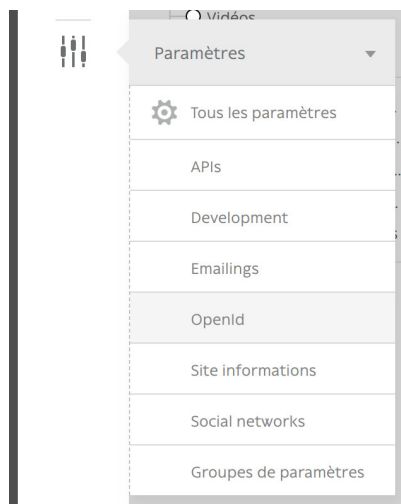 Vidéos
Paramètres
Tous les paramètres
APIs
Development
Emailings
OpenId
Site informations
Social networks
Groupes de paramètres